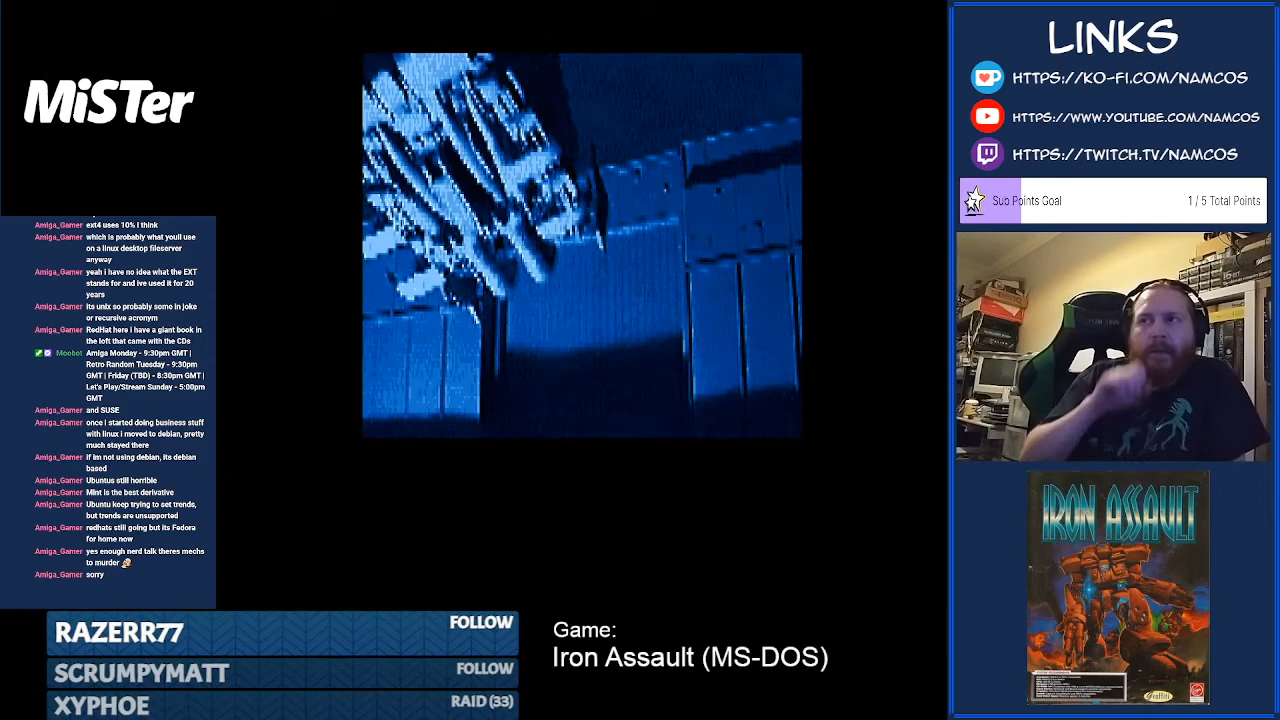 MiSTer
Amiga_Gamer ext4 uses 10% I think
Amiga_Gamer which is probably what youll use
on a linux desktop fileserver
anyway
Amiga_Gamer yeah i have no idea what the EXT
stands for and ive used it for 20
years
Amiga_Gamer its unix so probably some in joke
or recursive acronym
Amiga_Gamer RedHat here i have a giant book in
the loft that came with the CDs
Moobot Amiga Monday - 9:30pm GMT |
Retro Random Tuesday - 9:30pm
GMT | Friday (TBD) - 8:30pm GMT |
Let's Play/Stream Sunday - 5:00pm
GMT
Amiga_Gamer and SUSE
Amiga_Gamer once i started doing business stuff
with linux i moved to debian, pretty
much stayed there
Amiga_Gamer if im not using debian, its debian
based
Amiga_Gamer Ubuntus still horrible
Amiga_Gamer Mint is the best derivative
Amiga_Gamer Ubuntu keep trying to set trends,
but trends are unsupported
Amiga_Gamer redhats still going but its Fedora
for home now
Amiga_Gamer yes enough nerd talk theres mechs
to murder
Amiga_Gamer sorry
RAZERR77 FOLLOW
SCRUMPYMATT FOLLOW
XYPHOE RAID (33)
Game:
Iron Assault (MS-DOS)
LINKS
HTTPS://KO-FI.COM/NAMCOS
HTTPS://WWW.YOUTUBE.COM/NAMCOS
HTTPS://TWITCH.TV/NAMCOS
Sub Points Goal 1 / 5 Total Points
IRON ASSAULT
Graffiti
Virgin